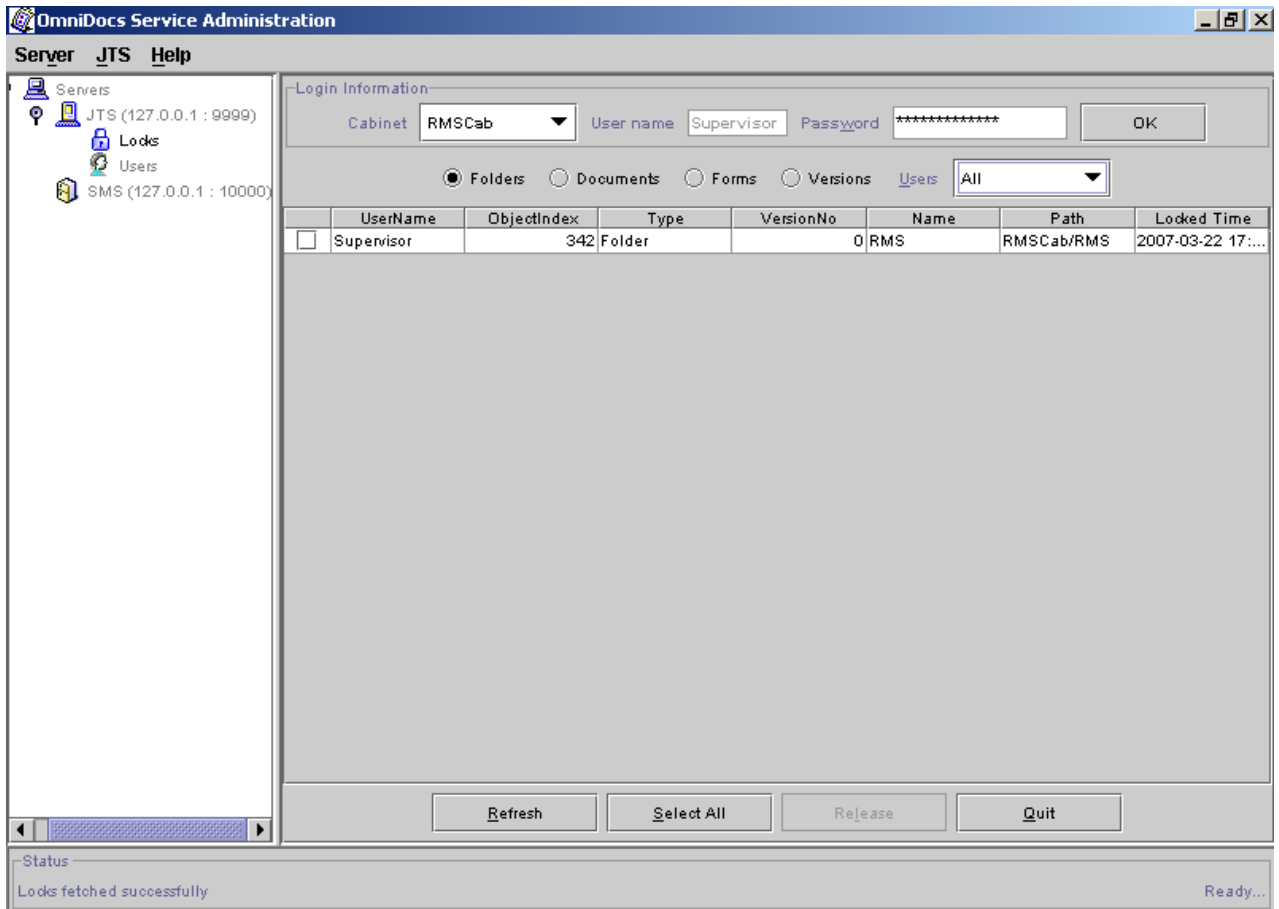 OmniDocs Service Administration
Server JTS Help
Servers
JTS (127.0.0.1 : 9999)
Locks
Users
SMS (127.0.0.1 : 10000)
Login Information
Cabinet RMSCab User name Supervisor Password ************* OK
Folders Documents Forms Versions Users All
UserName ObjectIndex Type VersionNo Name Path Locked Time
Supervisor 342 Folder 0 RMS RMSCab/RMS 2007-03-22 17:...
Refresh Select All Release Quit
Status
Locks fetched successfully Ready...